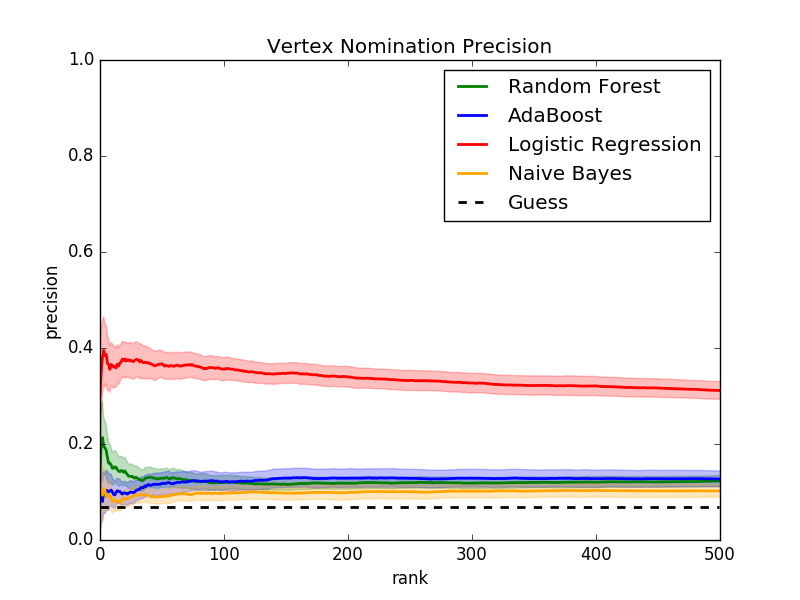 Vertex Nomination Precision
1.0
0.8
0.6
0.4
0.2
0.0
precision
Random Forest
AdaBoost
Logistic Regression
Naive Bayes
Guess
0
100
200
300
400
500
rank